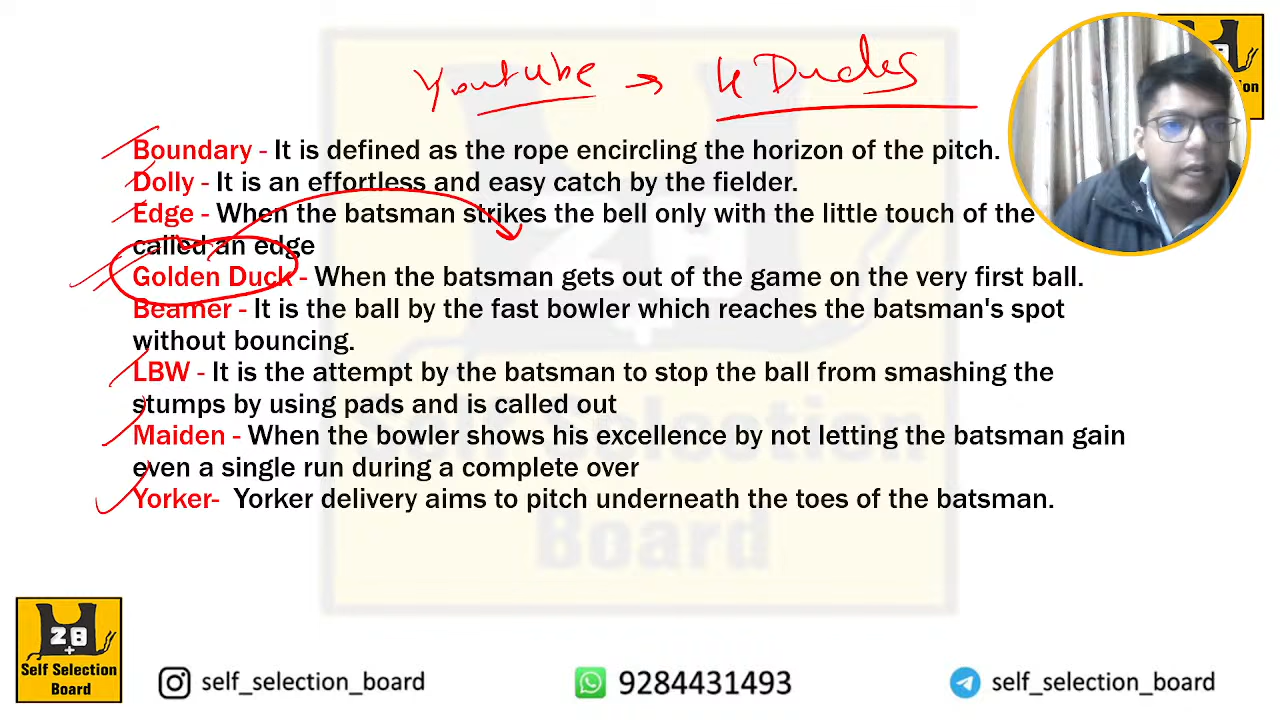 Youtube → 4 Ducks
Boundary - It is defined as the rope encircling the horizon of the pitch.
Dolly - It is an effortless and easy catch by the fielder.
Edge - When the batsman strikes the bell only with the little touch of the
called an edge
Golden Duck - When the batsman gets out of the game on the very first ball.
Beamer - It is the ball by the fast bowler which reaches the batsman's spot
without bouncing.
LBW - It is the attempt by the batsman to stop the ball from smashing the
stumps by using pads and is called out
Maiden - When the bowler shows his excellence by not letting the batsman gain
even a single run during a complete over
Yorker- Yorker delivery aims to pitch underneath the toes of the batsman.
28
+
Self Selection
Board
28
+
Self Selection
Board
self_selection_board
9284431493
self_selection_board